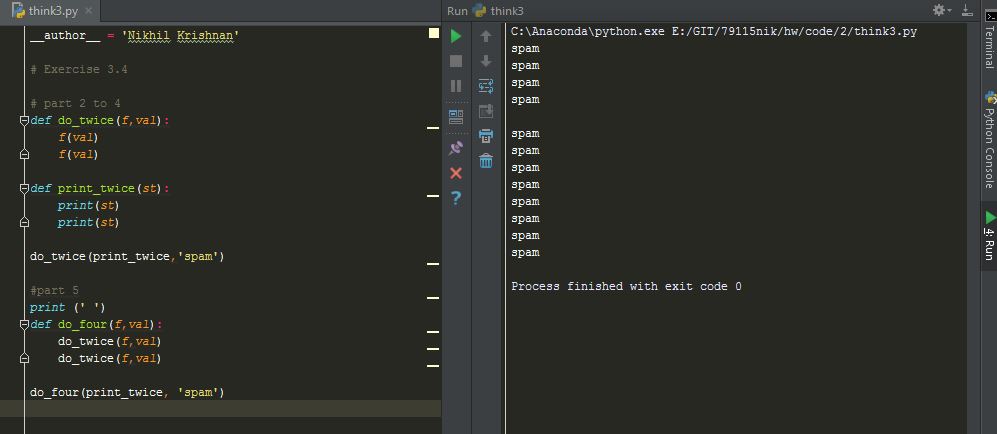 think3.py
__author__ = 'Nikhil Krishnan'
# Exercise 3.4
# part 2 to 4
def do_twice(f,val):
    f(val)
    f(val)
def print_twice(st):
    print(st)
    print(st)
do_twice(print_twice,'spam')
#part 5
print (' ')
def do_four(f,val):
    do_twice(f,val)
    do_twice(f,val)
do_four(print_twice, 'spam')
Run think3
C:\Anaconda\python.exe E:/GIT/79115nik/hw/code/2/think3.py
spam
spam
spam
spam
spam
spam
spam
spam
spam
spam
spam
spam
Process finished with exit code 0
Terminal
Python Console
4: Run